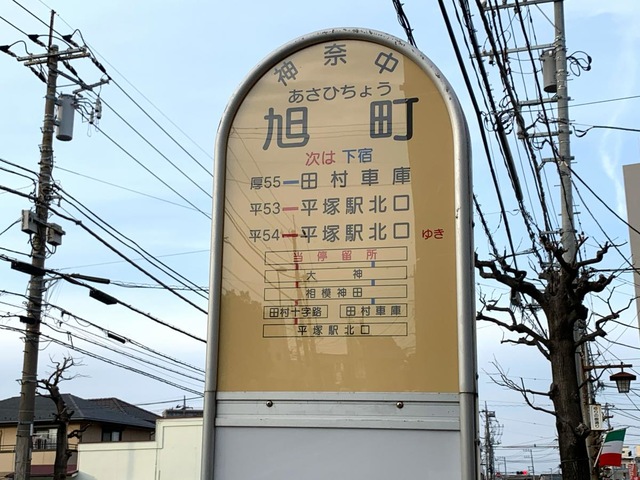 神奈中
あさひちょう
旭町
次は 下宿
厚55ー田村車庫
平53ー平塚駅北口
平54ー平塚駅北口 ゆき
当停留所
大神
相模神田
田村十字路 田村車庫
平塚駅北口